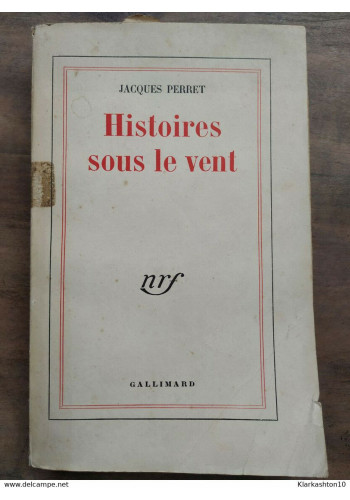 JACQUES PERRET
Histoires
sous le vent
nrf
GALLIMARD
www.delcampe.net
Klarkashton10